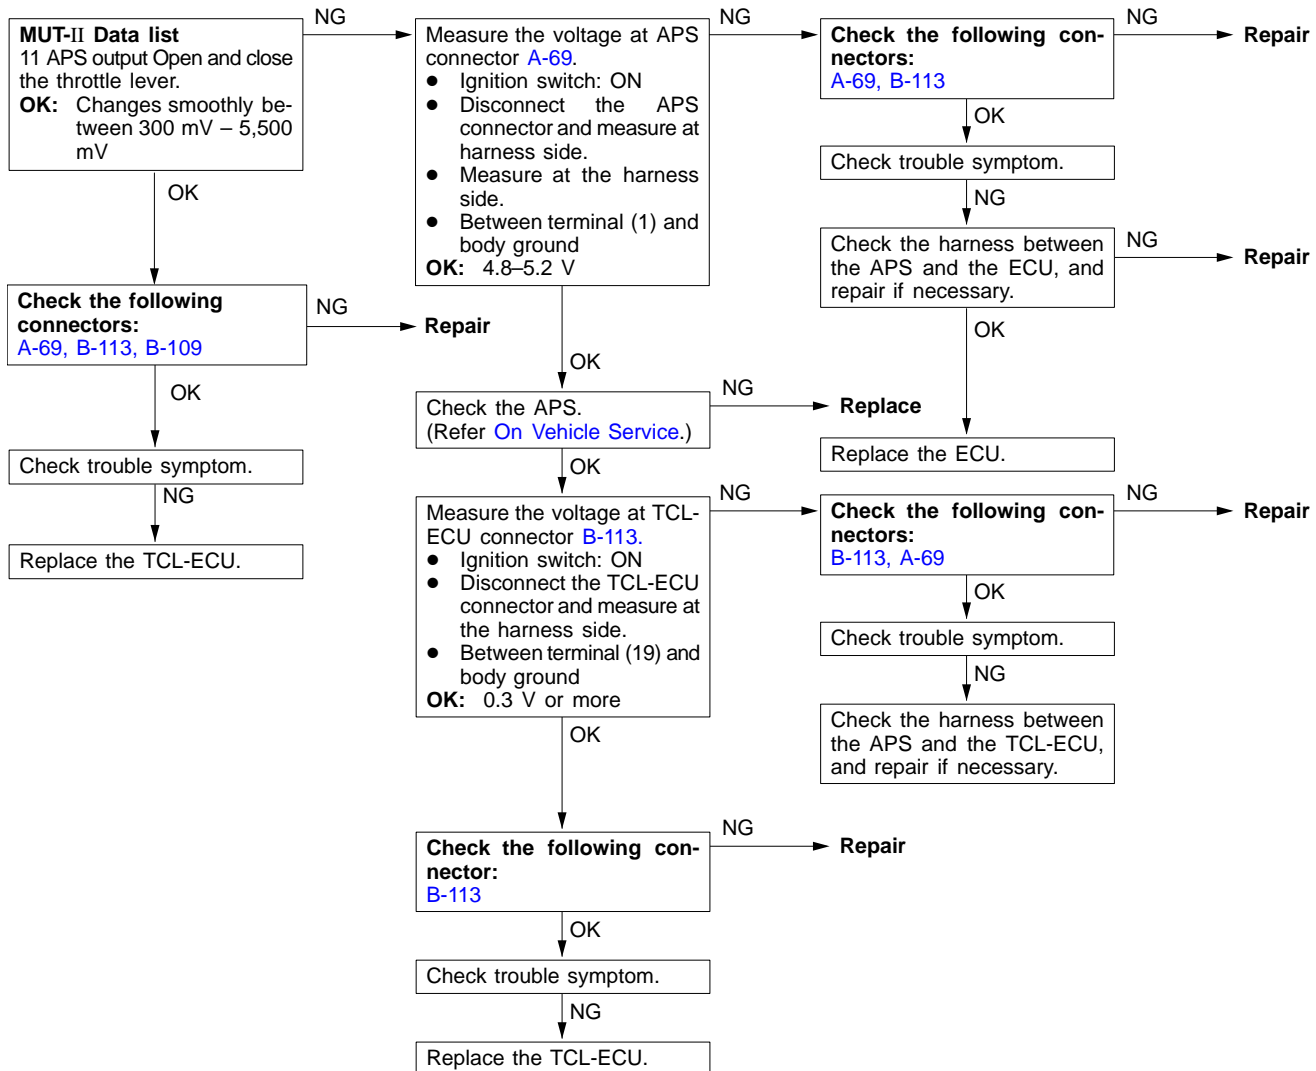 MUT-II Data list
11 APS output Open and close
the throttle lever.
OK: Changes smoothly be-
tween 300 mV – 5,500
mV
NG
OK
Check the following
connectors:
A-69, B-113, B-109
NG
Repair
OK
Check trouble symptom.
NG
Replace the TCL-ECU.
Measure the voltage at APS
connector A-69.
● Ignition switch: ON
● Disconnect the APS
connector and measure at
harness side.
● Measure at the harness
side.
● Between terminal (1) and
body ground
OK: 4.8–5.2 V
NG
OK
Check the APS.
(Refer On Vehicle Service.)
NG
Replace
OK
Measure the voltage at TCL-
ECU connector B-113.
● Ignition switch: ON
● Disconnect the TCL-ECU
connector and measure at
the harness side.
● Between terminal (19) and
body ground
OK: 0.3 V or more
NG
OK
Check the following con-
nector:
B-113
NG
Repair
OK
Check trouble symptom.
NG
Replace the TCL-ECU.
Check the following con-
nectors:
A-69, B-113
NG
Repair
OK
Check trouble symptom.
NG
Check the harness between
the APS and the ECU, and
repair if necessary.
NG
Repair
OK
Replace the ECU.
Check the following con-
nectors:
B-113, A-69
NG
Repair
OK
Check trouble symptom.
NG
Check the harness between
the APS and the TCL-ECU,
and repair if necessary.